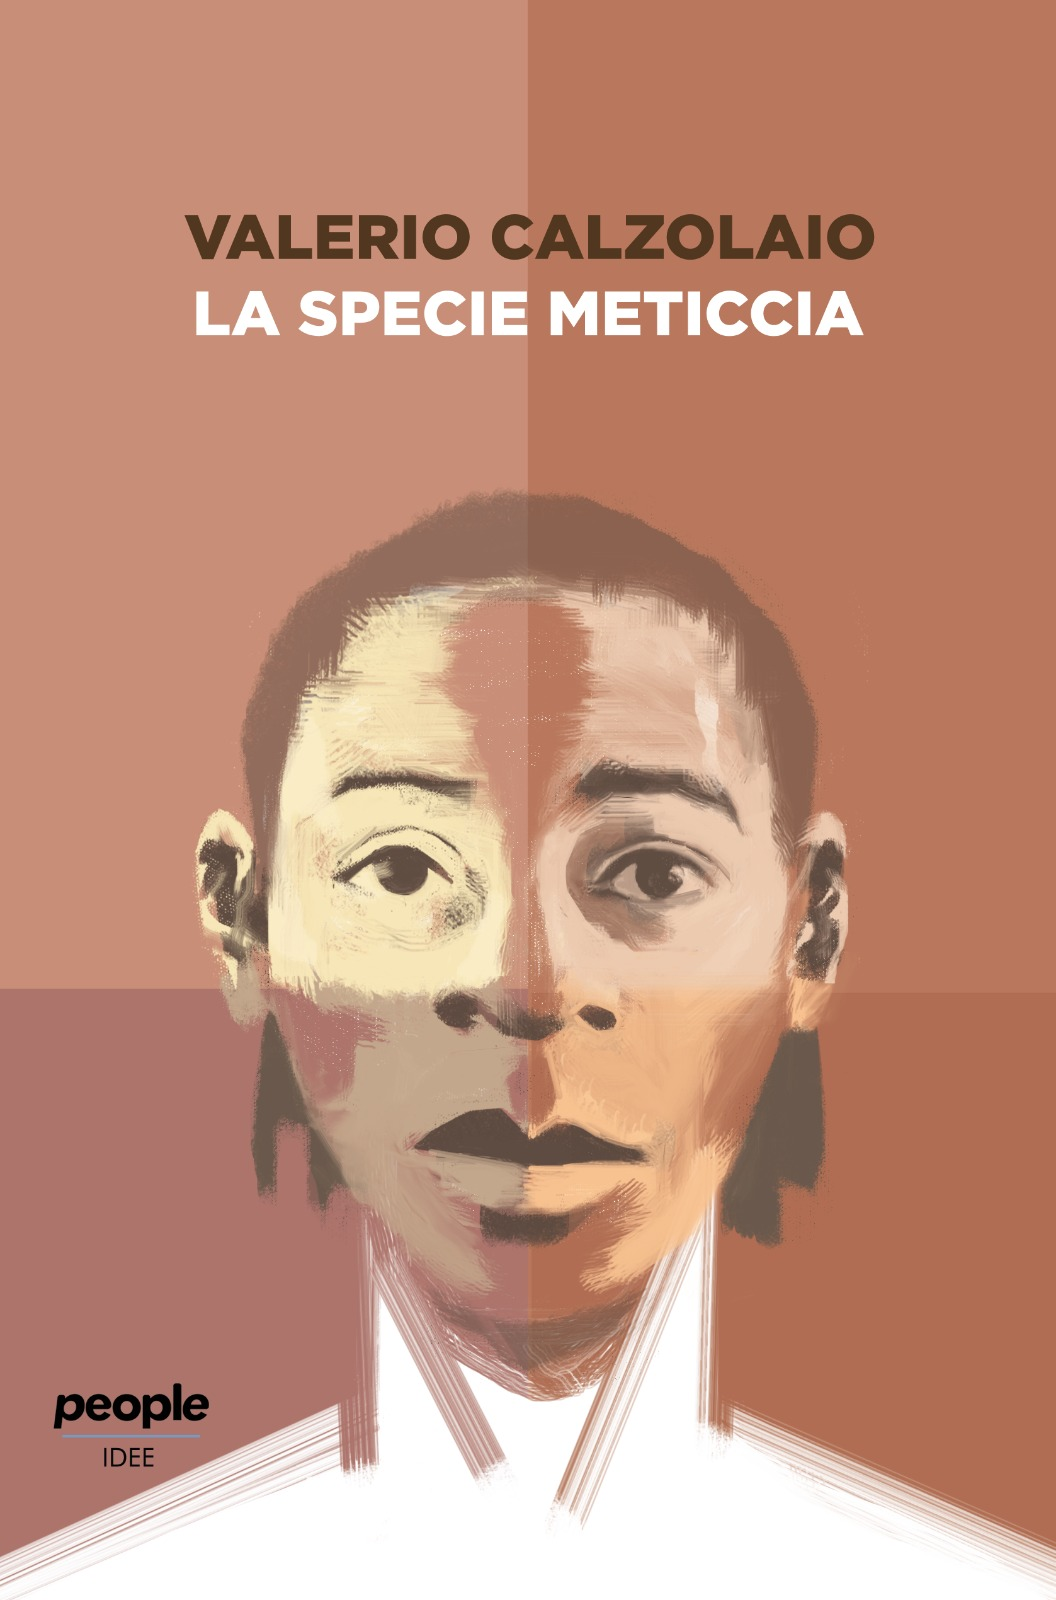 VALERIO CALZOLAIO
LA SPECIE METICCIA
people
IDEE